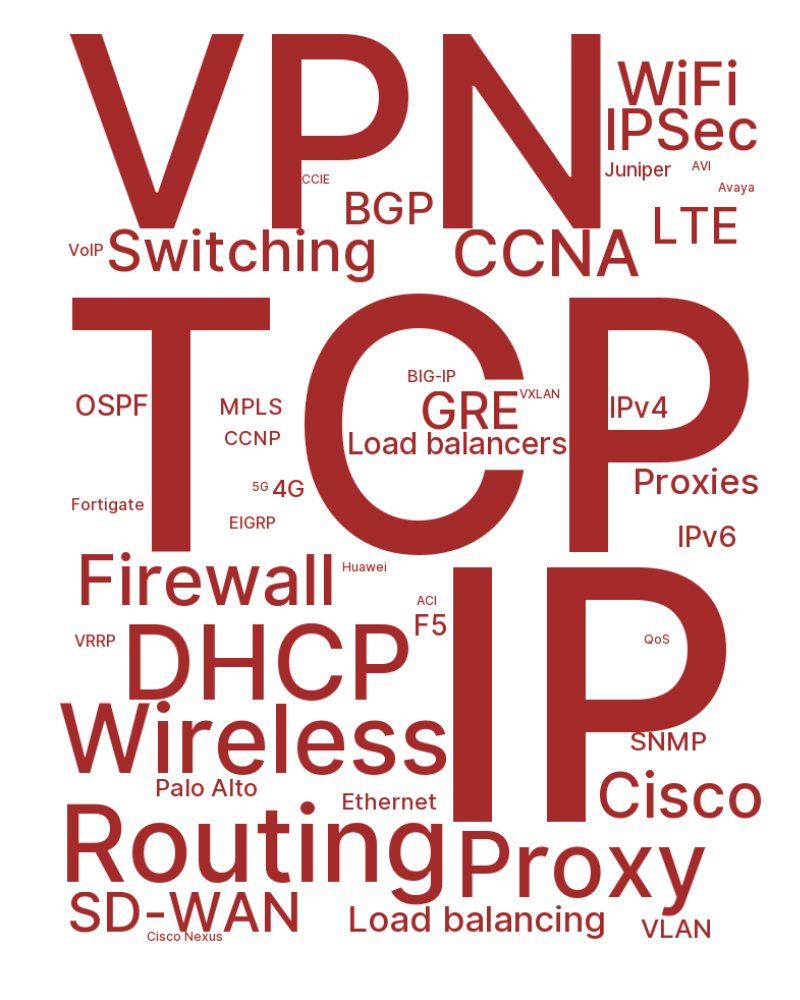 VPN
WiFi
IPSec
Juniper
AVI
CCIE
Avaya
BGP
LTE
VoIP
Switching
CCNA
TCP
BIG-IP
VXLAN
OSPF
MPLS
GRE
IPv4
CCNP
Load balancers
Proxies
5G
4G
Fortigate
EIGRP
IPv6
Firewall
Huawei
IP
ACI
F5
VRRP
DHCP
QoS
Wireless
SNMP
Palo Alto
Ethernet
Cisco
Routing
Proxy
SD-WAN
Load balancing
VLAN
Cisco Nexus